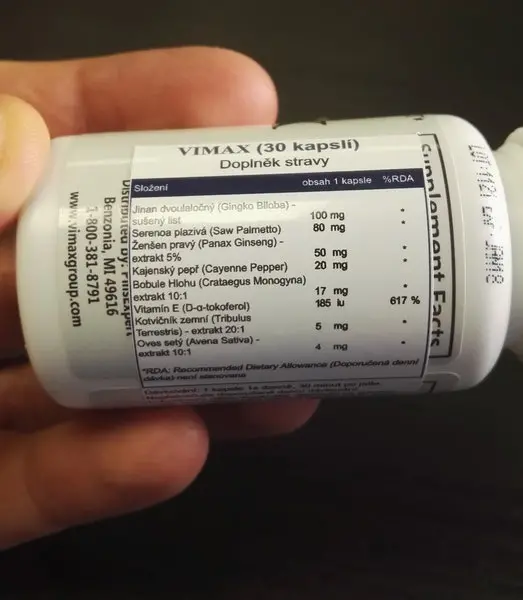 VIMAX (30 kapslí)
Doplněk stravy
Složení obsah 1 kapsle %RDA
Jinan dvoulaločný (Gingko Biloba) -
sušený list 100 mg *
Serenoa plazivá (Saw Palmetto) 80 mg *
Ženšen pravý (Panax Ginseng) -
extrakt 5% 50 mg *
Kajenský pepř (Cayenne Pepper) 20 mg *
Bobule Hlohu (Crataegus Monogyna)
extrakt 10:1 17 mg *
Vitamin E (D-α-tokoferol) 185 iu 617 %
Kotvičník zemní (Tribulus
Terrestris) - extrakt 20:1 5 mg *
Oves setý (Avena Sativa) -
extrakt 10:1 4 mg *
*RDA: Recommended Dietary Allowance (Doporučená denní
dávka) není stanovena
Supplement Facts
Distributed by:
Benzonia, MI 49616
1-800-381-8791
www.vimaxgroup.com